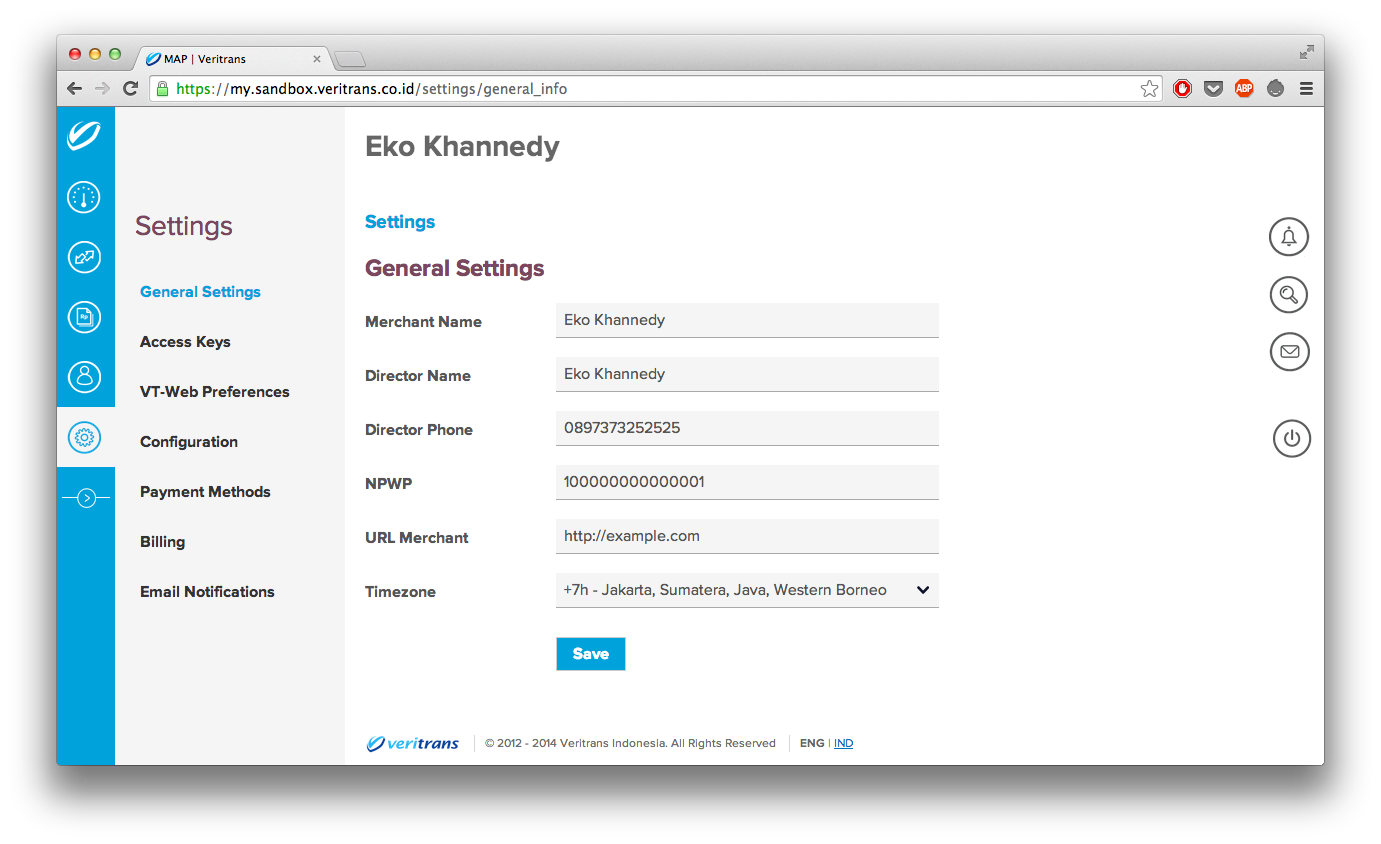 MAP | Veritrans
https://my.sandbox.veritrans.co.id/settings/general_info
ABP
Eko Khannedy
Settings
General Settings
Access Keys
VT-Web Preferences
Configuration
Payment Methods
Billing
Email Notifications
Rp
Settings
General Settings
Merchant Name Eko Khannedy
Director Name Eko Khannedy
Director Phone 0897373252525
NPWP 100000000000001
URL Merchant http://example.com
Timezone +7h - Jakarta, Sumatera, Java, Western Borneo
Save
veritrans © 2012 - 2014 Veritrans Indonesia. All Rights Reserved ENG | IND